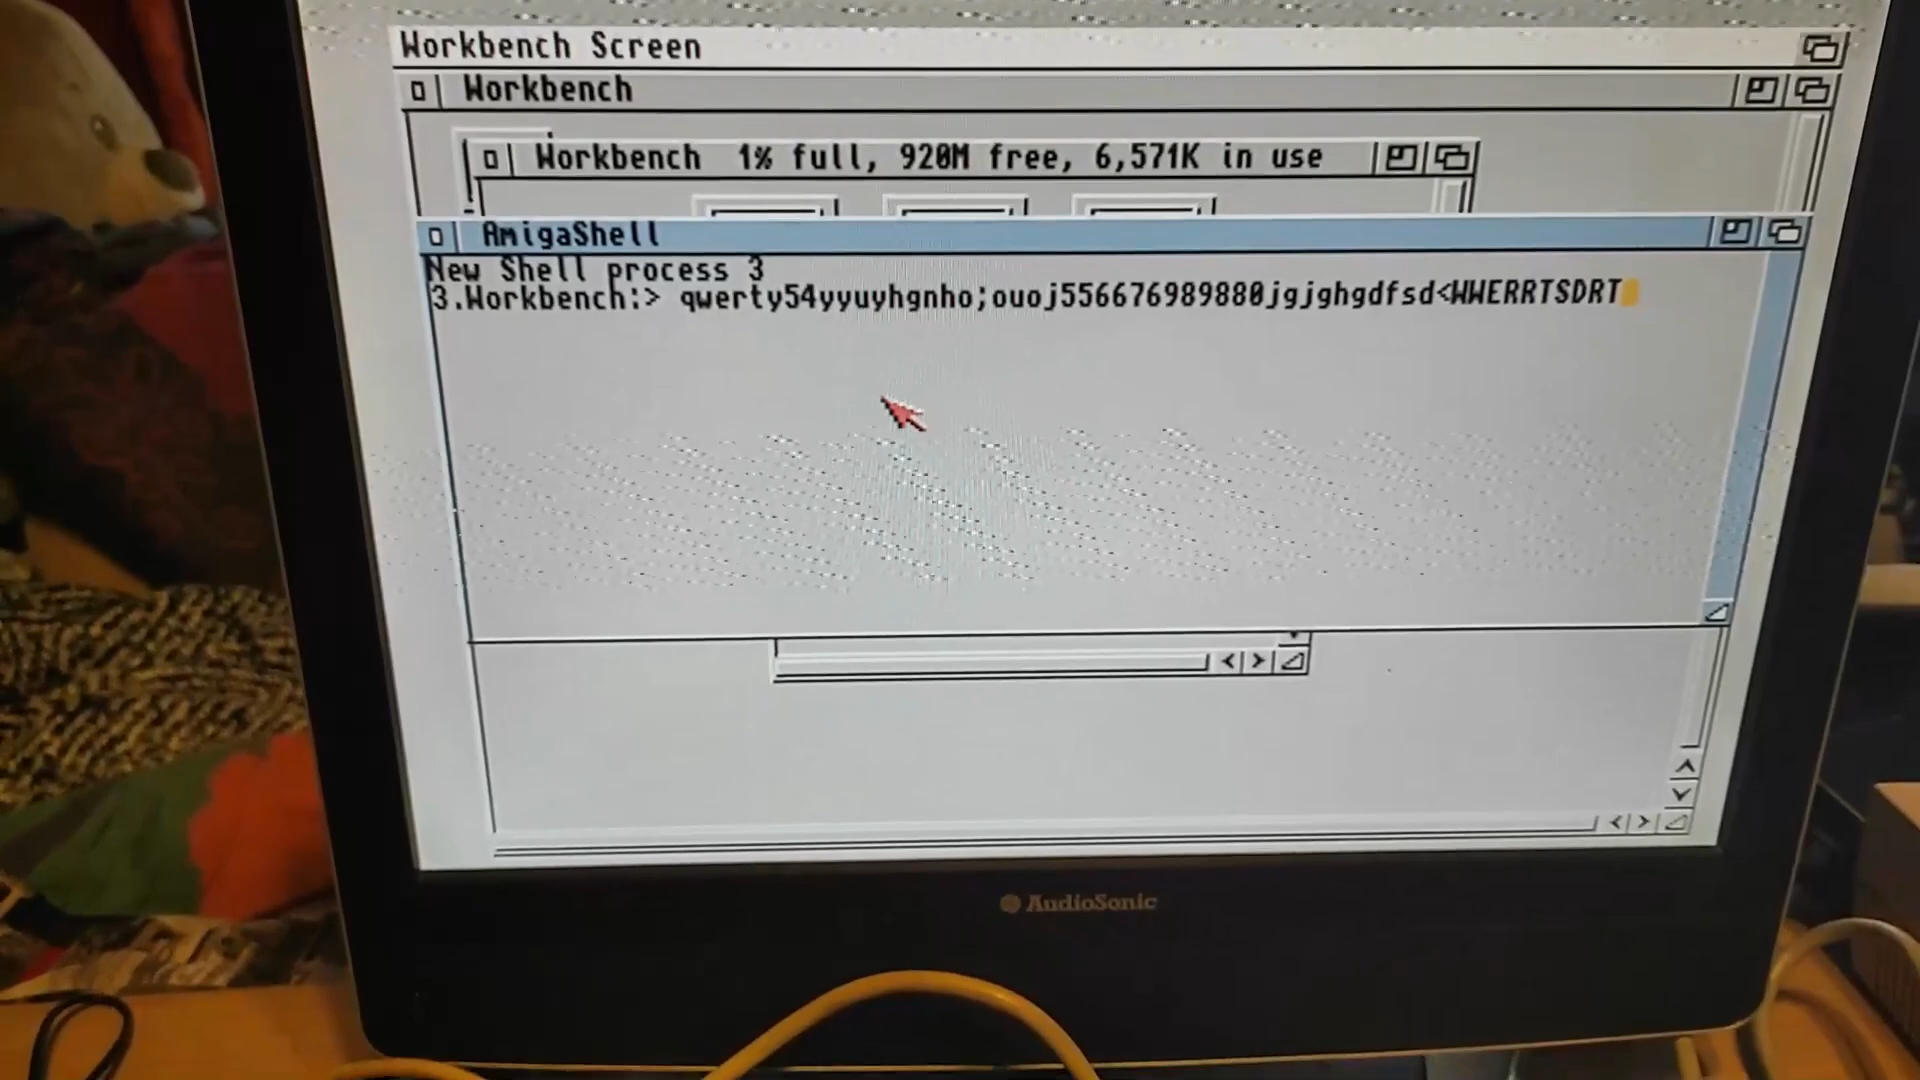 Workbench Screen
Workbench
Workbench 1% full, 920M free, 6,571K in use
AmigaShell
New Shell process 3
3.Workbench:> qwerty54yyuyhgnho;ouoj556676989880jgjghgdfsd<WWERRTSDRT
AudioSonic